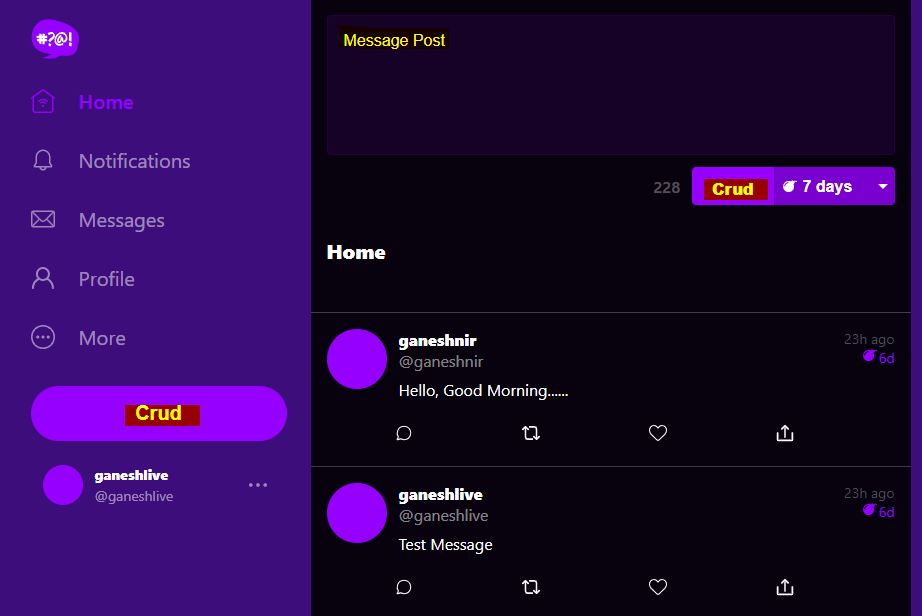 #?@!
Home
Notifications
Messages
Profile
More
Crud
ganeshlive
@ganeshlive
Message Post
228
Crud
7 days
Home
ganeshnir
23h ago
@ganeshnir
6d
Hello, Good Morning......
ganeshlive
23h ago
@ganeshlive
6d
Test Message